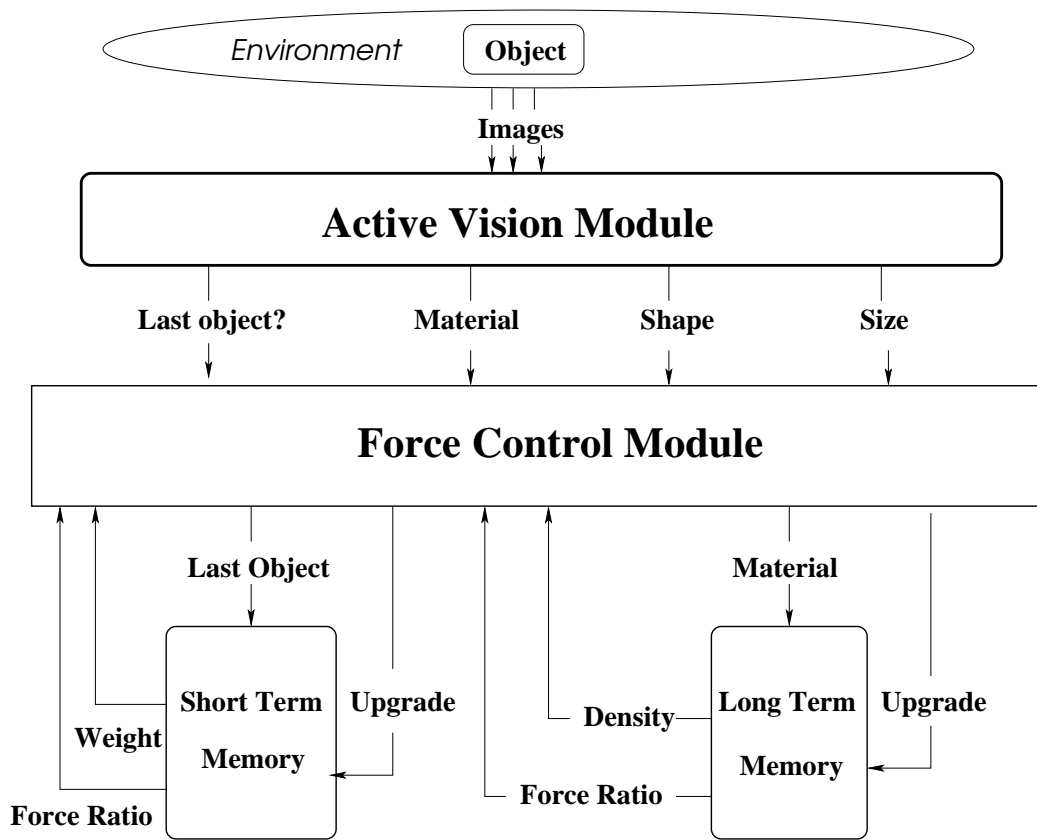 Environment
Object
Images
Active Vision Module
Last object?
Material
Shape
Size
Force Control Module
Last Object
Material
Short Term
Memory
Upgrade
Weight
Force Ratio
Density
Force Ratio
Long Term
Memory
Upgrade